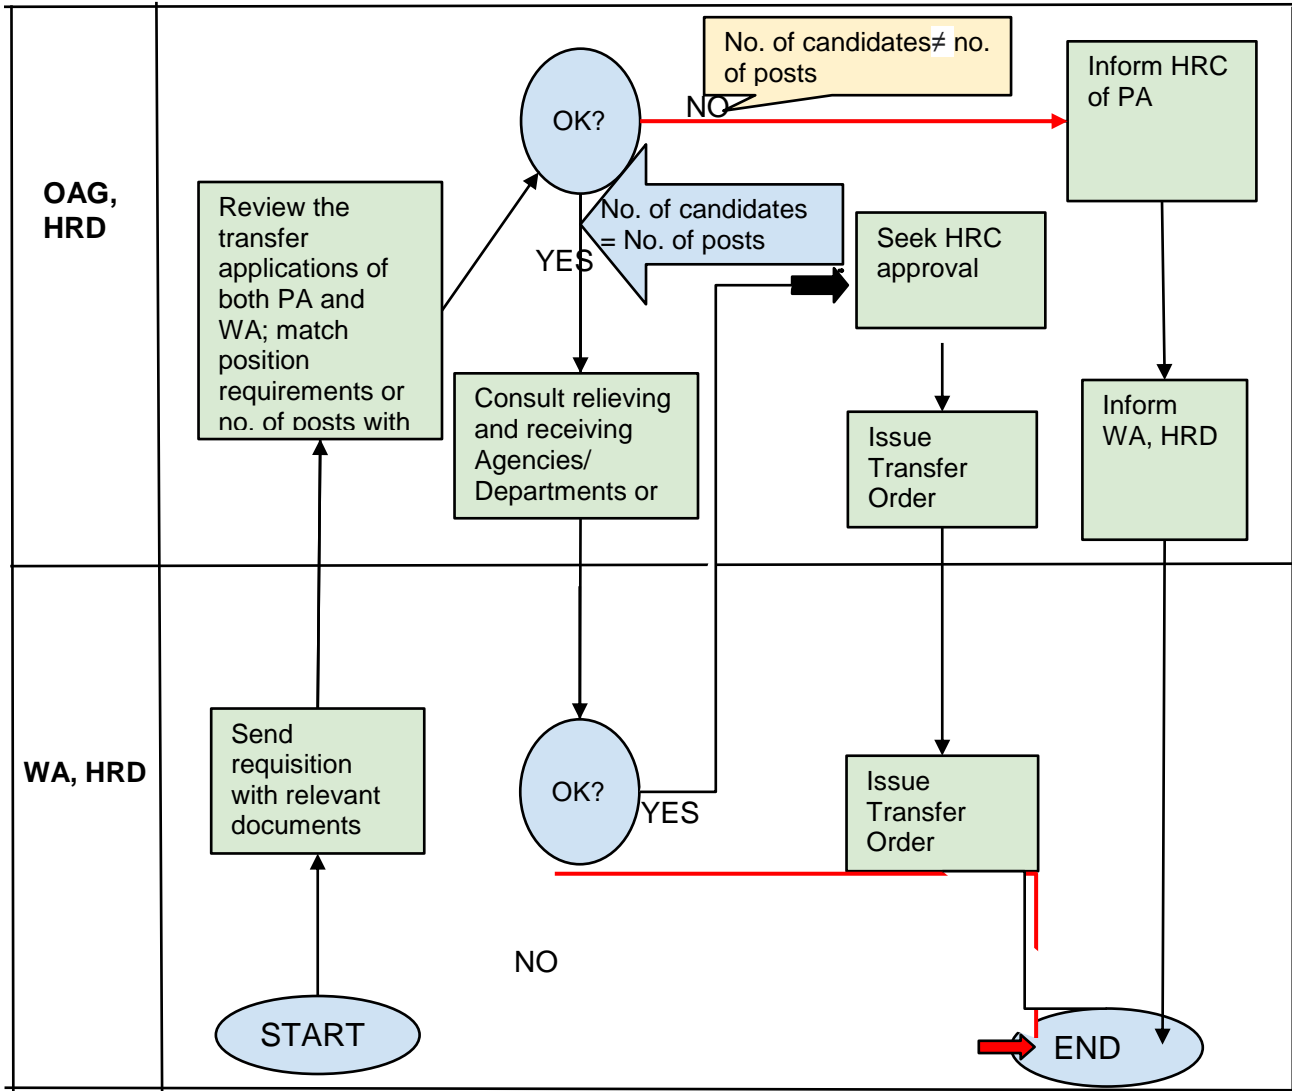 No. of candidates≠ no.
of posts
Inform HRC
of PA
NO
OK?
OAG,
HRD
Review the
transfer
applications of
both PA and
WA; match
position
requirements or
no. of posts with
No. of candidates
= No. of posts
YES
Seek HRC
approval
Consult relieving
and receiving
Agencies/
Departments or
Issue
Transfer
Order
Inform
WA, HRD
WA, HRD
Send
requisition
with relevant
documents
OK?
YES
Issue
Transfer
Order
NO
START
END